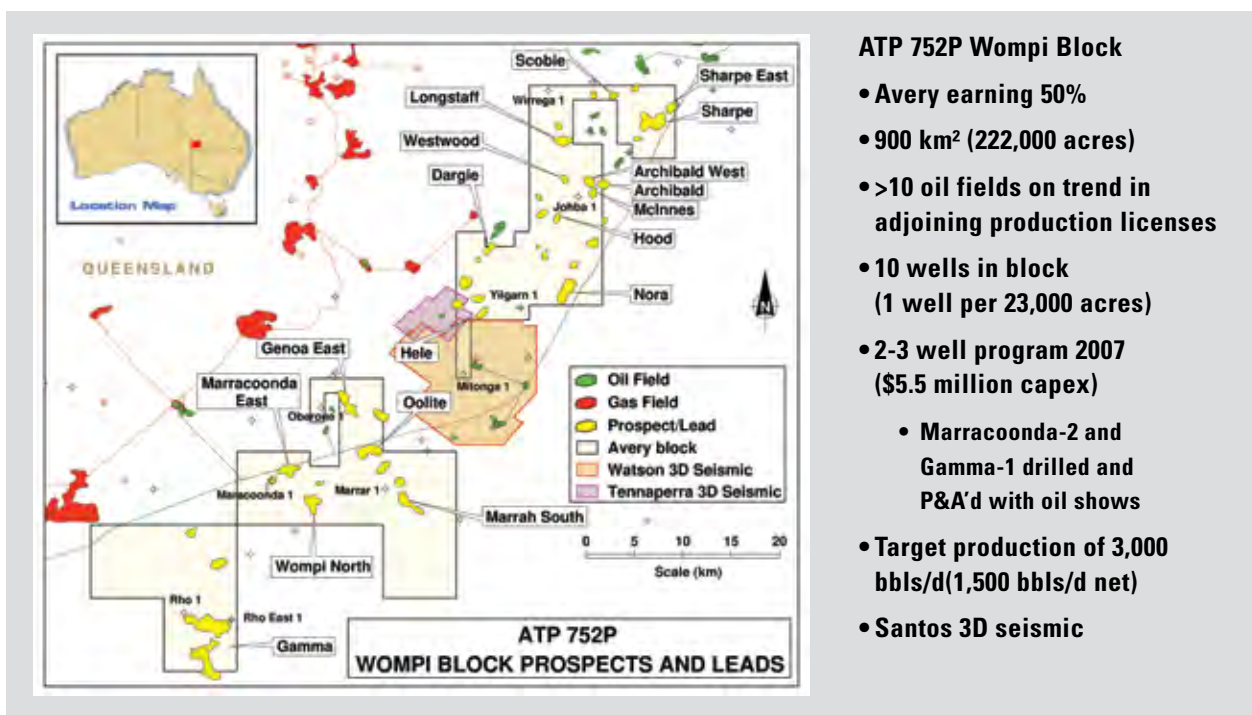 Scobie
Sharpe East
Longstaff
Wirrega 1
Sharpe
Westwood
Archibald West
Dargie
Archibald
McInnes
Johba 1
Hood
Location Map
QUEENSLAND
Yilgarn 1
Nora
N
Genoa East
Hele
Marracoonda
East
Mitonga 1
Oolite
Oberona 1
Oil Field
Gas Field
Prospect/Lead
Avery block
Watson 3D Seismic
Tennaperra 3D Seismic
Maracoonda 1
Marrar 1
Marrah South
0 5 10 15 20
Scale (km)
Wompi North
Rho 1
Rho East 1
Gamma
ATP 752P
WOMPI BLOCK PROSPECTS AND LEADS
ATP 752P Wompi Block
• Avery earning 50%
• 900 km² (222,000 acres)
• >10 oil fields on trend in
adjoining production licenses
• 10 wells in block
(1 well per 23,000 acres)
• 2-3 well program 2007
($5.5 million capex)
• Marracoonda-2 and
Gamma-1 drilled and
P&A'd with oil shows
• Target production of 3,000
bbls/d(1,500 bbls/d net)
• Santos 3D seismic